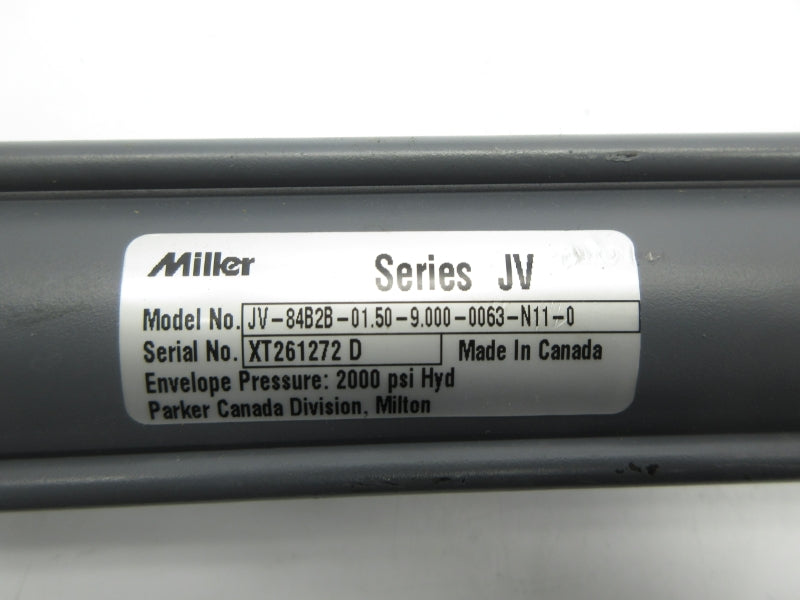 Miller Series JV
Model No. JV-84B2B-01.50-9.000-0063-N11-0
Serial No. XT261272 D Made In Canada
Envelope Pressure: 2000 psi Hyd
Parker Canada Division, Milton